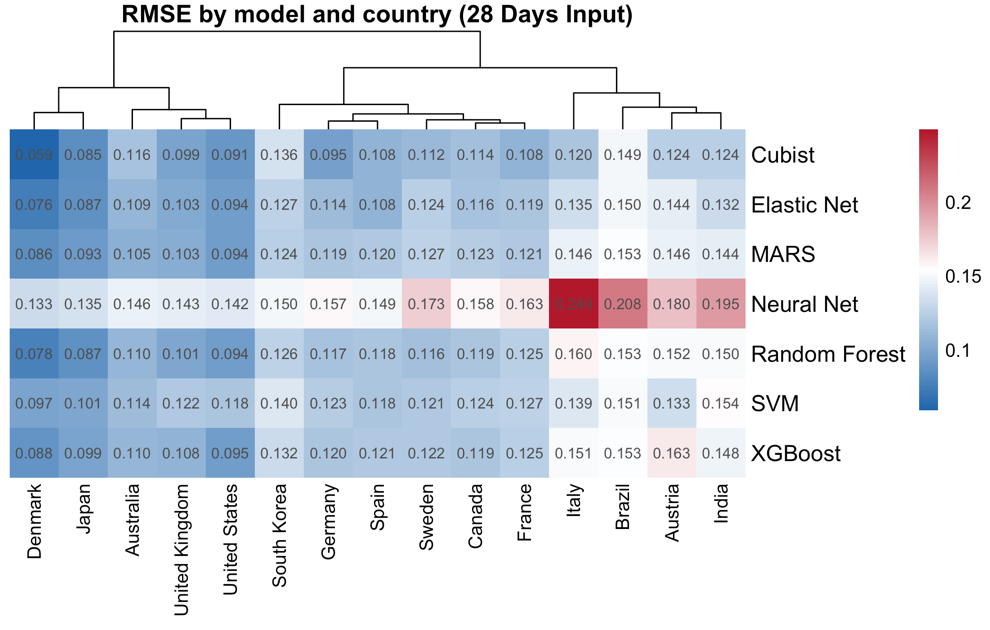 RMSE by model and country (28 Days Input)
0.059 0.085 0.116 0.099 0.091 0.136 0.095 0.108 0.112 0.114 0.108 0.120 0.149 0.124 0.124 Cubist
0.076 0.087 0.109 0.103 0.094 0.127 0.114 0.108 0.124 0.116 0.119 0.135 0.150 0.144 0.132 Elastic Net
0.086 0.093 0.105 0.103 0.094 0.124 0.119 0.120 0.127 0.123 0.121 0.146 0.153 0.146 0.144 MARS
0.133 0.135 0.146 0.143 0.142 0.150 0.157 0.149 0.173 0.158 0.163 0.208 0.180 0.195 Neural Net
0.078 0.087 0.110 0.101 0.094 0.126 0.117 0.118 0.116 0.119 0.125 0.160 0.153 0.152 0.150 Random Forest
0.097 0.101 0.114 0.122 0.118 0.140 0.123 0.118 0.121 0.124 0.127 0.139 0.151 0.133 0.154 SVM
0.088 0.099 0.110 0.108 0.095 0.132 0.120 0.121 0.122 0.119 0.125 0.151 0.153 0.163 0.148 XGBoost
Denmark
Japan
Australia
United Kingdom
United States
South Korea
Germany
Spain
Sweden
Canada
France
Italy
Brazil
Austria
India
0.2
0.15
0.1